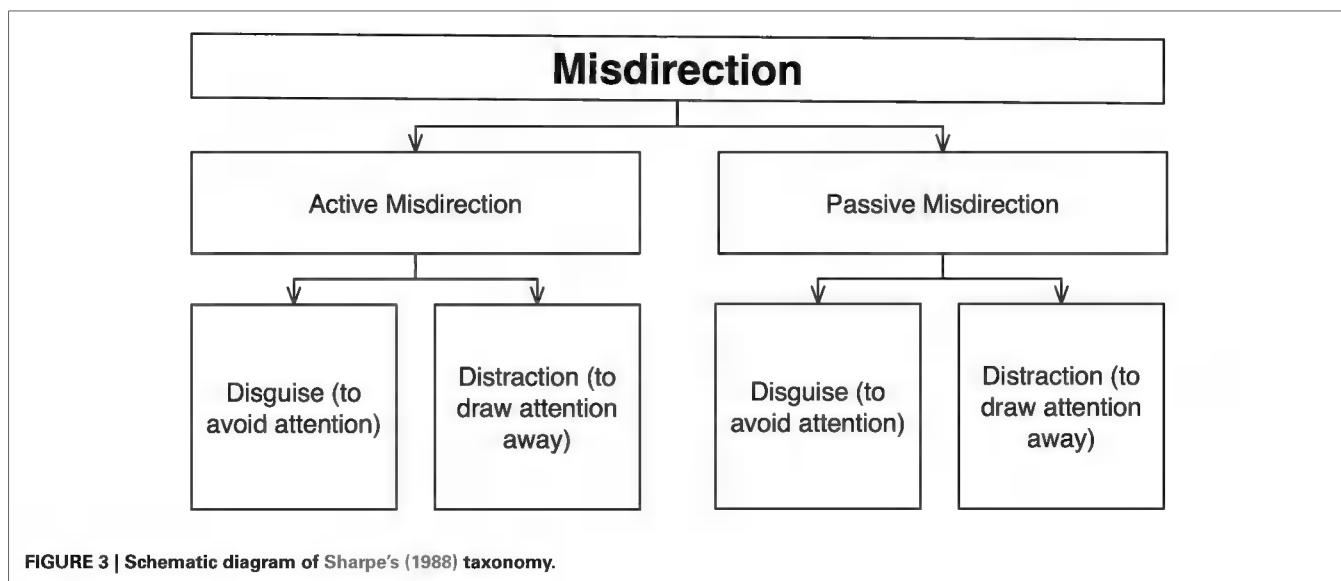 Misdirection
Active Misdirection
Passive Misdirection
Disguise (to
avoid attention)
Distraction (to
draw attention
away)
Disguise (to
avoid attention)
Distraction (to
draw attention
away)
FIGURE 3 | Schematic diagram of Sharpe's (1988) taxonomy.